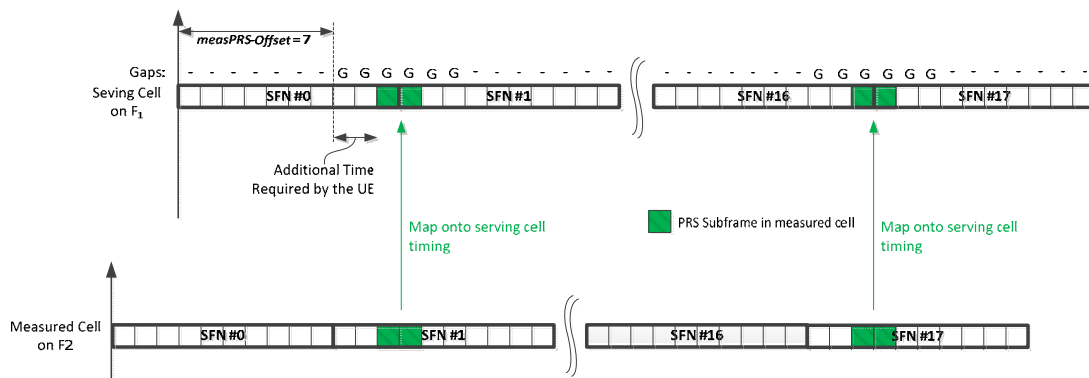 measPRS-Offset = 7
Gaps: - - - - - - - G G G G G G - - - - - - - - - - - - - - G G G G G G - - - - - - -
Seving Cell on F1
SFN #0 SFN #1 SFN #16 SFN #17
Additional Time
Required by the UE
PRS Subframe in measured cell
Map onto serving cell
timing
Map onto serving cell
timing
Measured Cell
on F2
SFN #0 SFN #1 SFN #16 SFN #17